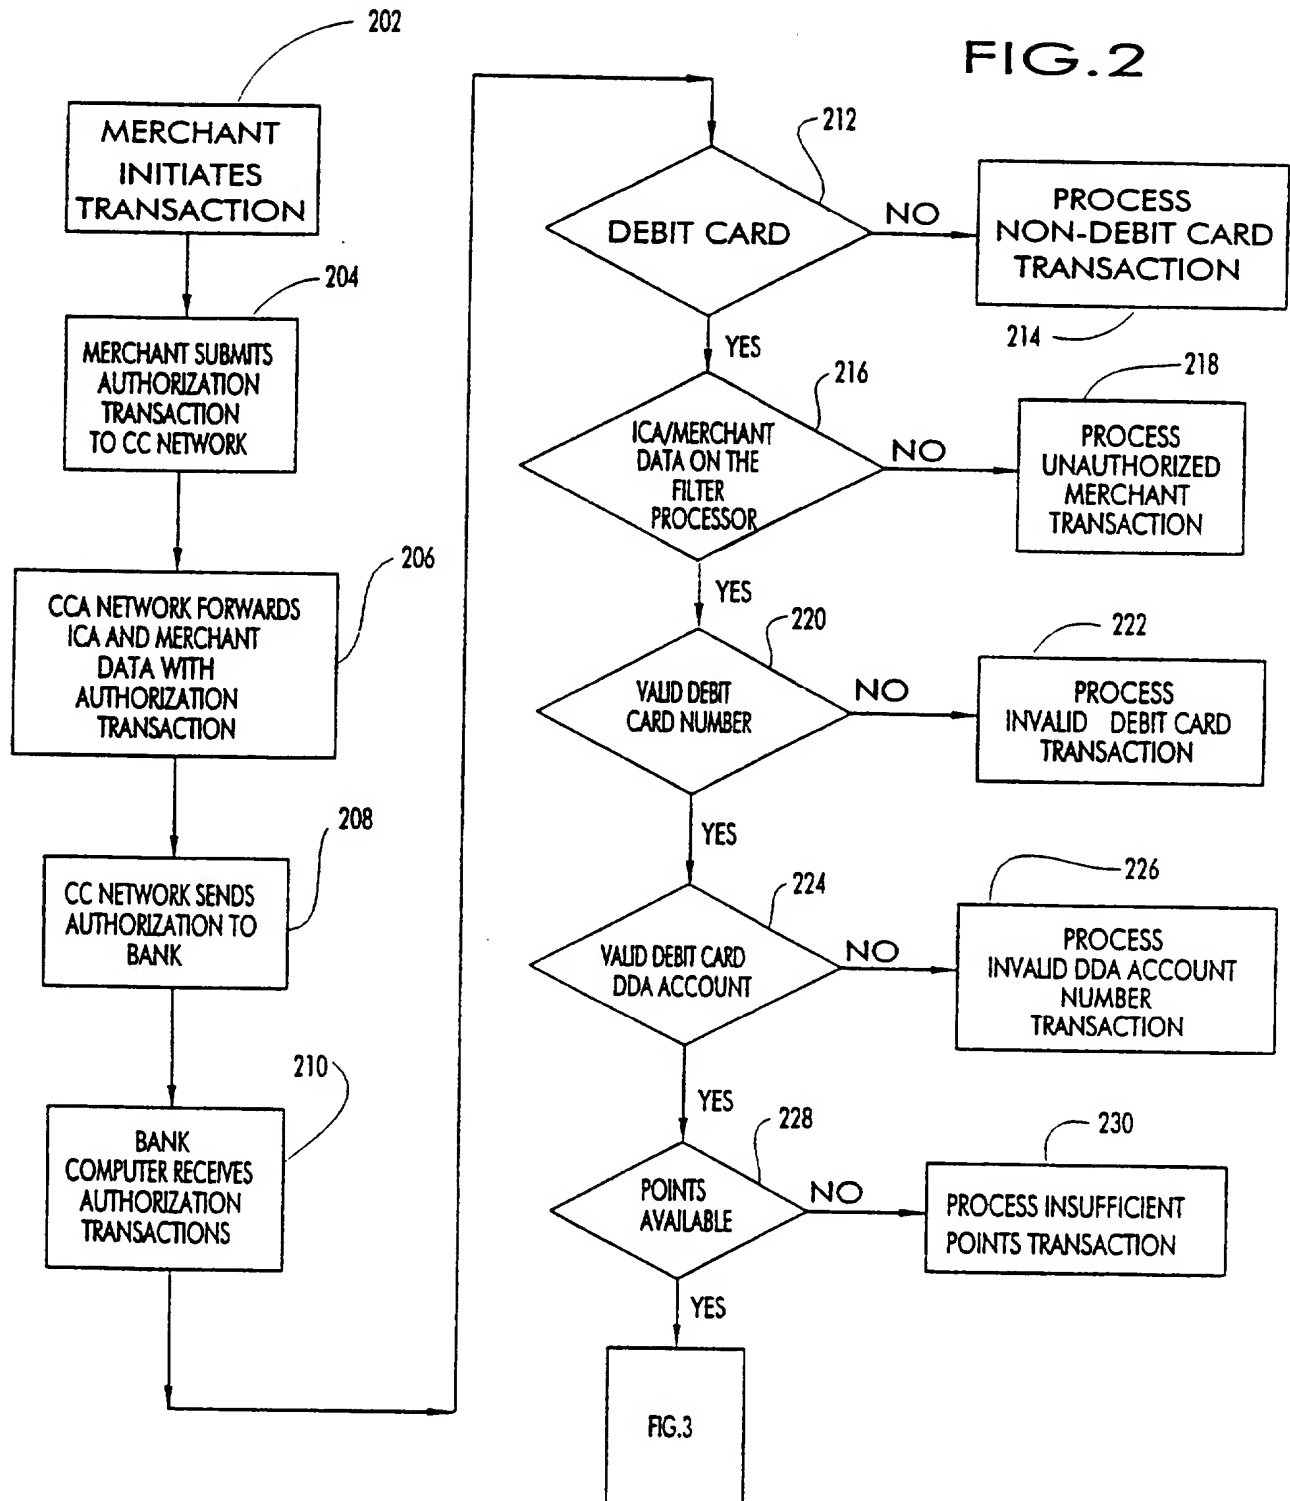 FIG.2
202
MERCHANT
INITIATES
TRANSACTION
204
MERCHANT SUBMITS
AUTHORIZATION
TRANSACTION
TO CC NETWORK
206
CCA NETWORK FORWARDS
ICA AND MERCHANT
DATA WITH
AUTHORIZATION
TRANSACTION
208
CC NETWORK SENDS
AUTHORIZATION TO
BANK
210
BANK
COMPUTER RECEIVES
AUTHORIZATION
TRANSACTIONS
212
DEBIT CARD
NO
PROCESS
NON-DEBIT CARD
TRANSACTION
214
YES
216
ICA/MERCHANT
DATA ON THE
FILTER
PROCESSOR
NO
218
PROCESS
UNAUTHORIZED
MERCHANT
TRANSACTION
YES
220
VALID DEBIT
CARD NUMBER
NO
222
PROCESS
INVALID DEBIT CARD
TRANSACTION
YES
224
VALID DEBIT CARD
DDA ACCOUNT
NO
226
PROCESS
INVALID DDA ACCOUNT
NUMBER
TRANSACTION
YES
228
POINTS
AVAILABLE
NO
230
PROCESS INSUFFICIENT
POINTS TRANSACTION
YES
FIG.3